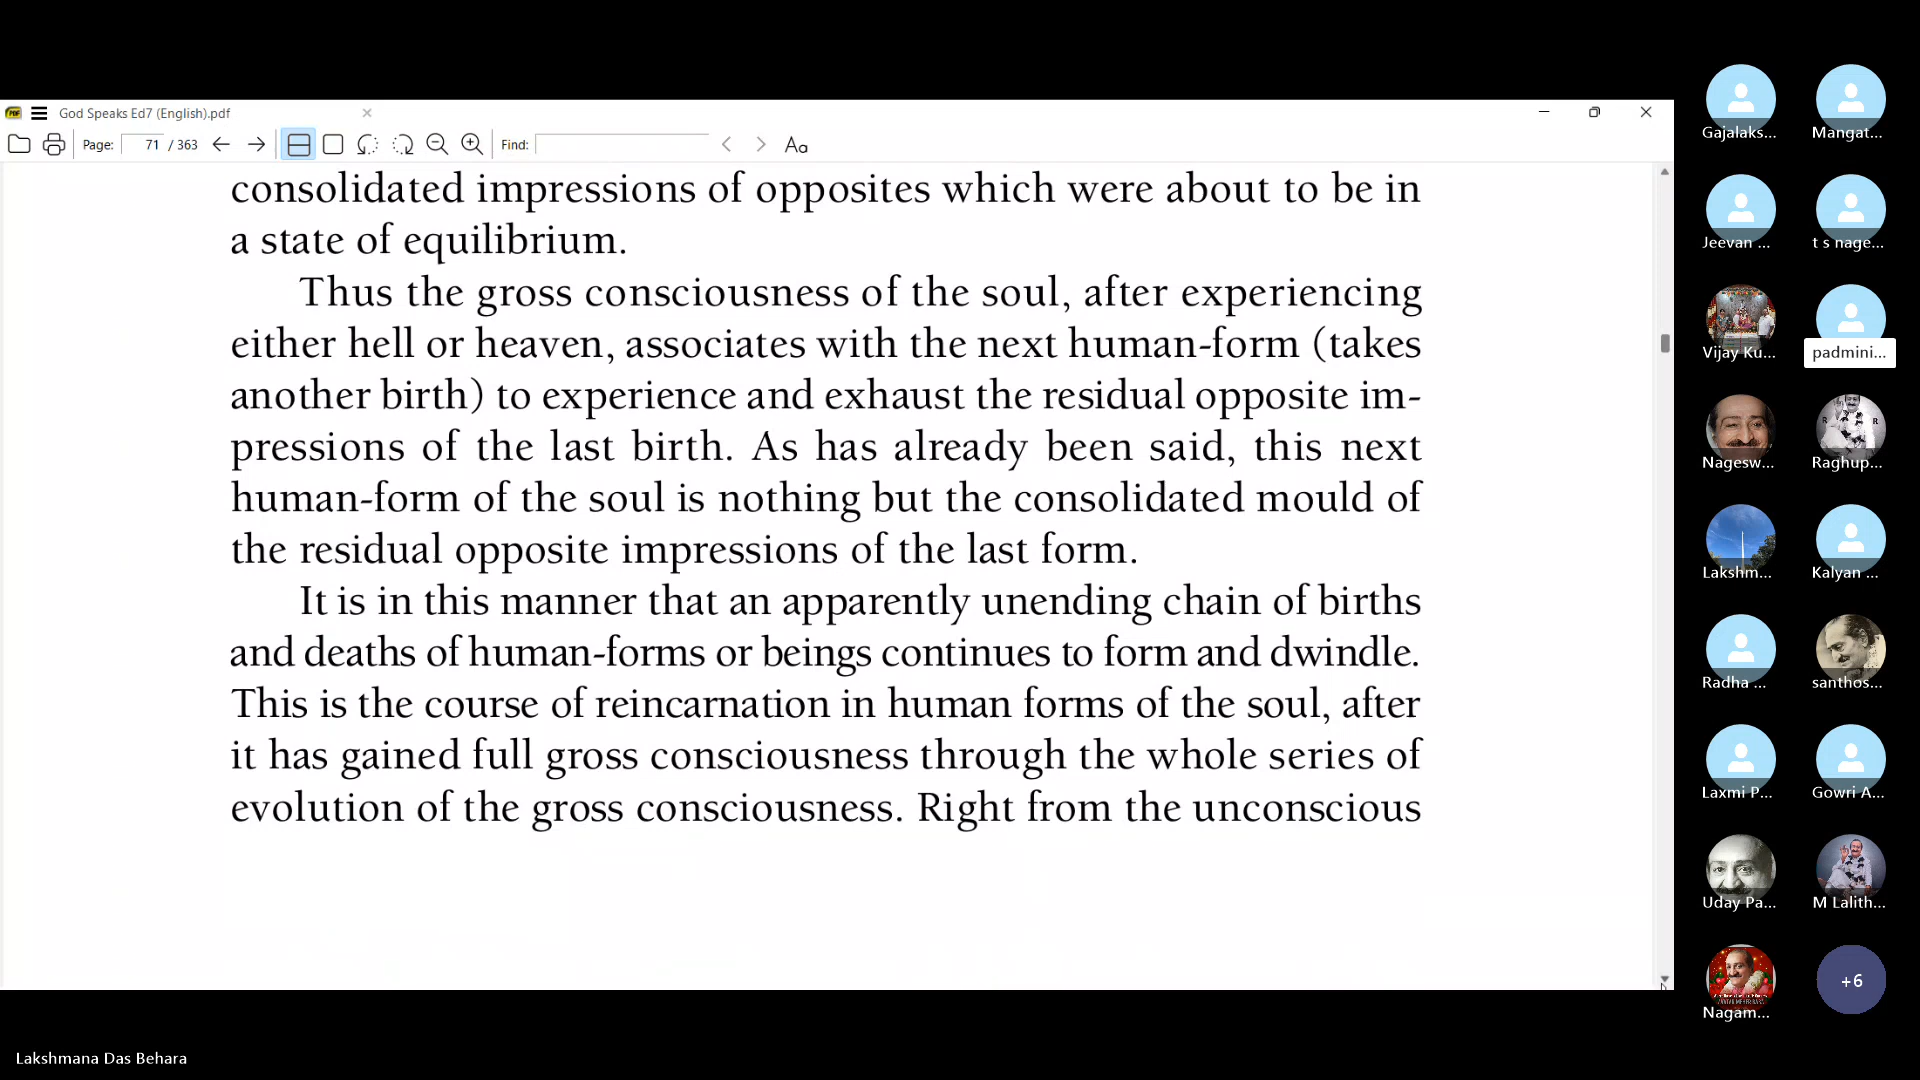 God Speaks Ed7 (English).pdf
Page: 71 / 363 Find: Aa
consolidated impressions of opposites which were about to be in
a state of equilibrium.
Thus the gross consciousness of the soul, after experiencing
either hell or heaven, associates with the next human-form (takes
another birth) to experience and exhaust the residual opposite im-
pressions of the last birth. As has already been said, this next
human-form of the soul is nothing but the consolidated mould of
the residual opposite impressions of the last form.
It is in this manner that an apparently unending chain of births
and deaths of human-forms or beings continues to form and dwindle.
This is the course of reincarnation in human forms of the soul, after
it has gained full gross consciousness through the whole series of
evolution of the gross consciousness. Right from the unconscious
Gajalaks... Mangat...
Jeevan ... t s nage...
Vijay Ku... padmini...
Nagesw... Raghup...
Lakshm... Kalyan ...
Radha ... santhos...
Laxmi P... Gowri A...
Uday Pa... M Lalith...
Nagam... +6
Lakshmana Das Behara